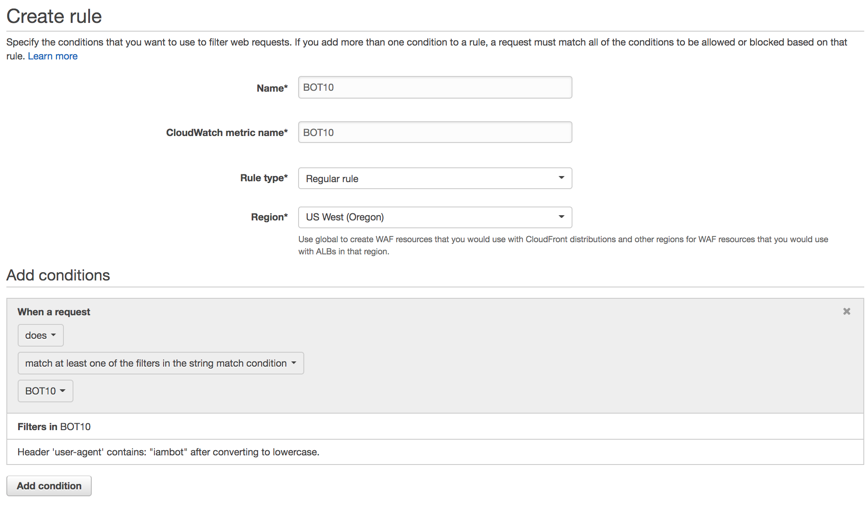 Create rule
Specify the conditions that you want to use to filter web requests. If you add more than one condition to a rule, a request must match all of the conditions to be allowed or blocked based on that
rule. Learn more
Name* BOT10
CloudWatch metric name* BOT10
Rule type* Regular rule
Region* US West (Oregon)
Use global to create WAF resources that you would use with CloudFront distributions and other regions for WAF resources that you would use
with ALBs in that region.
Add conditions
When a request
does
match at least one of the filters in the string match condition
BOT10
Filters in BOT10
Header 'user-agent' contains: "iambot" after converting to lowercase.
Add condition